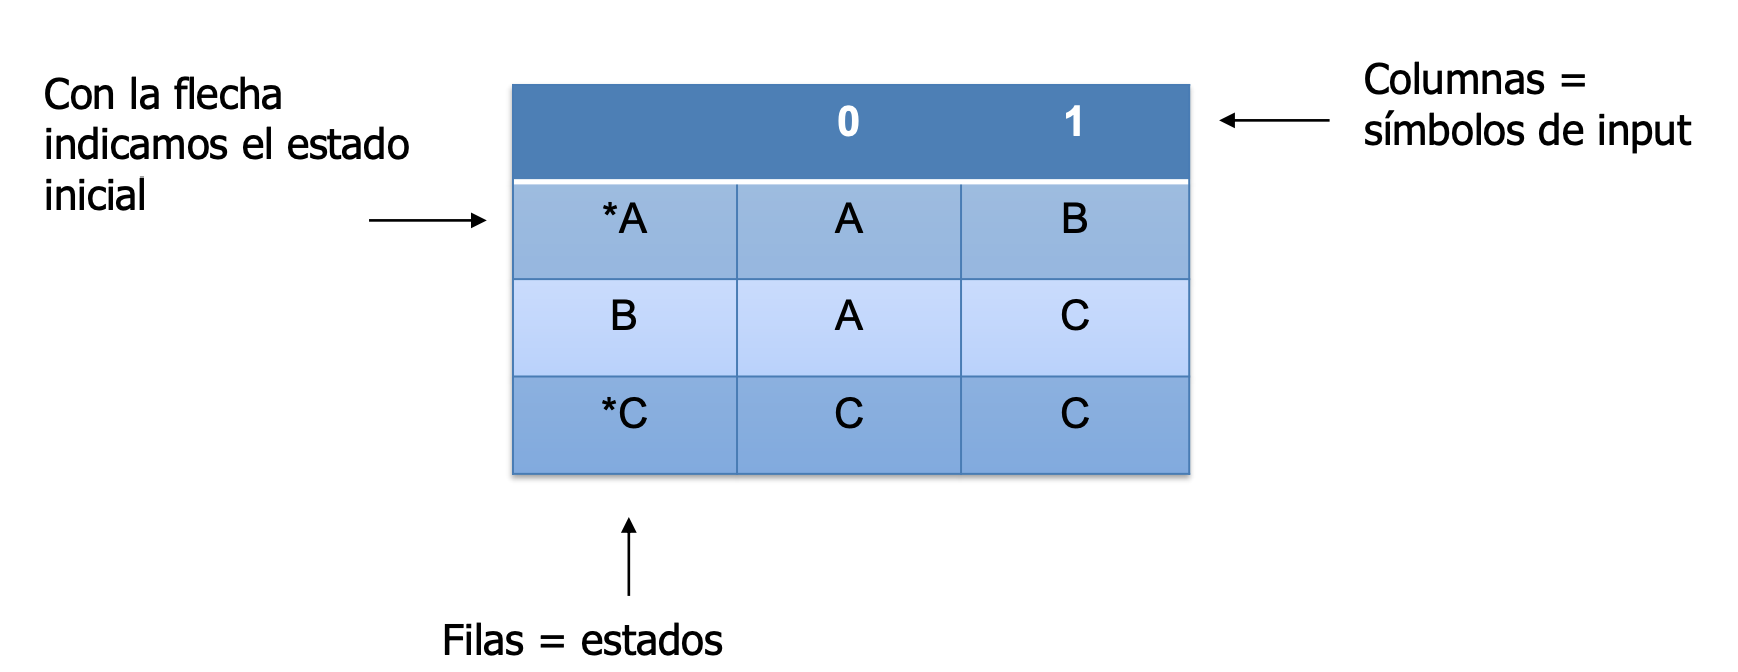 Con la flecha
indicamos el estado
inicial
Columnas =
símbolos de input
0 1
*A A B
B A C
*C C C
Filas = estados